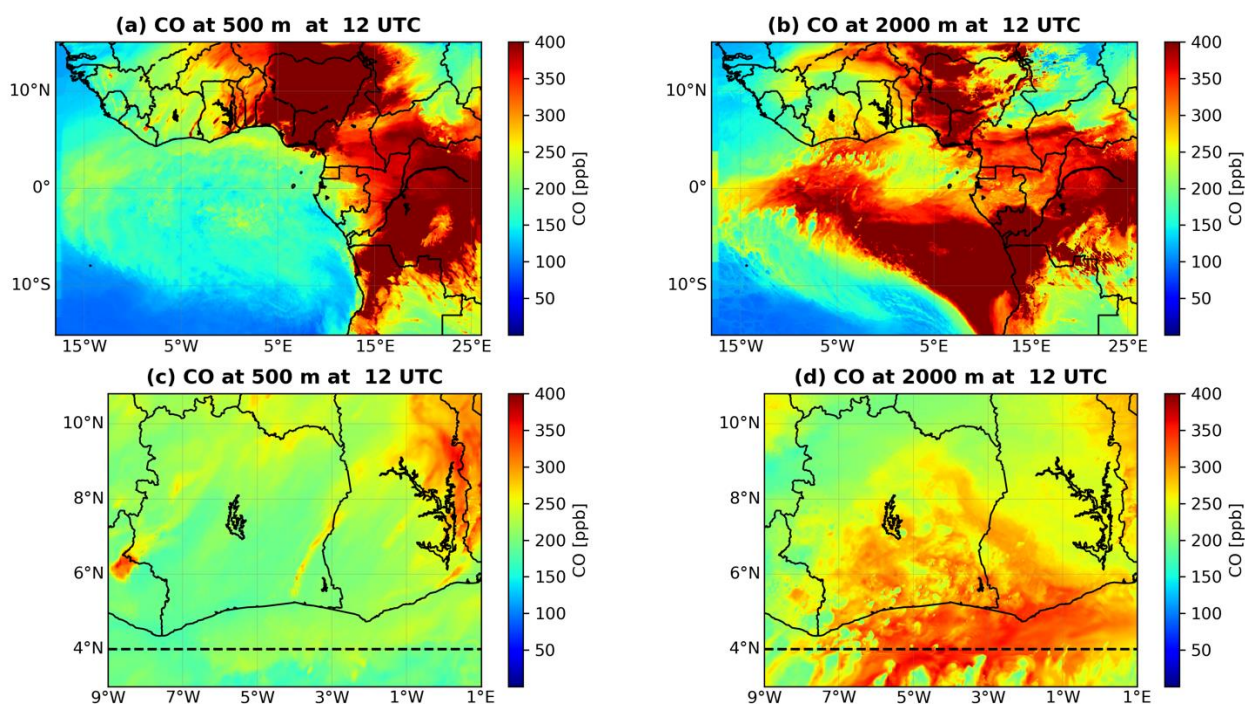 (a) CO at 500 m at 12 UTC
10°N
0°
10°S
15°W 5°W 5°E 15°E 25°E
400
350
300
250
200
150
100
50
CO [ppb]
(b) CO at 2000 m at 12 UTC
10°N
0°
10°S
15°W 5°W 5°E 15°E 25°E
400
350
300
250
200
150
100
50
CO [ppb]
(c) CO at 500 m at 12 UTC
10°N
8°N
6°N
4°N
9°W 7°W 5°W 3°W 1°W 1°E
400
350
300
250
200
150
100
50
CO [ppb]
(d) CO at 2000 m at 12 UTC
10°N
8°N
6°N
4°N
9°W 7°W 5°W 3°W 1°W 1°E
400
350
300
250
200
150
100
50
CO [ppb]